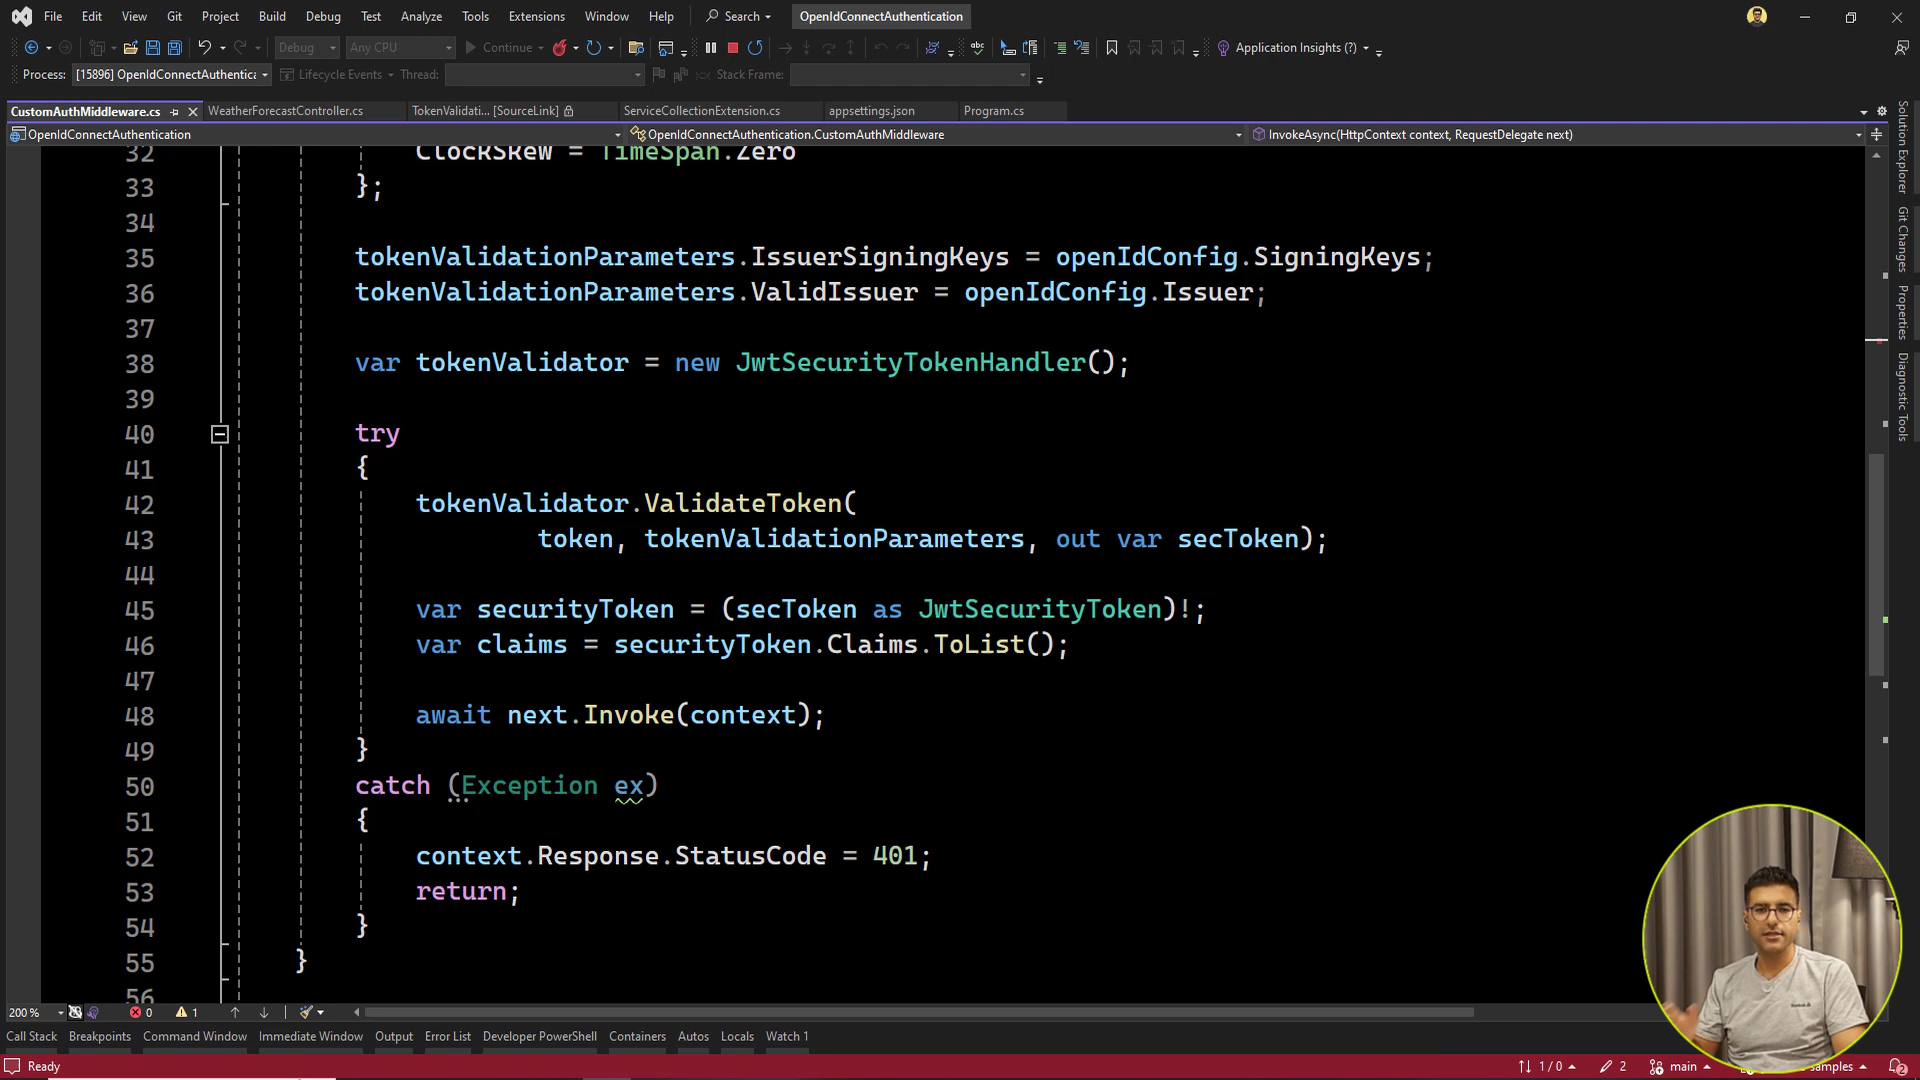 File Edit View Git Project Build Debug Test Analyze Tools Extensions Window Help Search OpenIdConnectAuthentication
Debug Any CPU Continue Application Insights (?)
Process: [15896] OpenIdConnectAuthentica Lifecycle Events Thread: Stack Frame:
CustomAuthMiddleware.cs WeatherForecastController.cs TokenValidati... [SourceLink] ServiceCollectionExtension.cs appsettings.json Program.cs
OpenIdConnectAuthentication OpenIdConnectAuthentication.CustomAuthMiddleware InvokeAsync(HttpContext context, RequestDelegate next)
32 ClockSkew = TimeSpan.Zero
33 };
34
35 tokenValidationParameters.IssuerSigningKeys = openIdConfig.SigningKeys;
36 tokenValidationParameters.ValidIssuer = openIdConfig.Issuer;
37
38 var tokenValidator = new JwtSecurityTokenHandler();
39
40 try
41 {
42 tokenValidator.ValidateToken(
43 token, tokenValidationParameters, out var secToken);
44
45 var securityToken = (secToken as JwtSecurityToken)!;
46 var claims = securityToken.Claims.ToList();
47
48 await next.Invoke(context);
49 }
50 catch (Exception ex)
51 {
52 context.Response.StatusCode = 401;
53 return;
54 }
55 }
56
Solution Explorer
Git Changes
Properties
Diagnostic Tools
200 % 0 1
Call Stack Breakpoints Command Window Immediate Window Output Error List Developer PowerShell Containers Autos Locals Watch 1
Ready 1 / 0 2 main samples 2